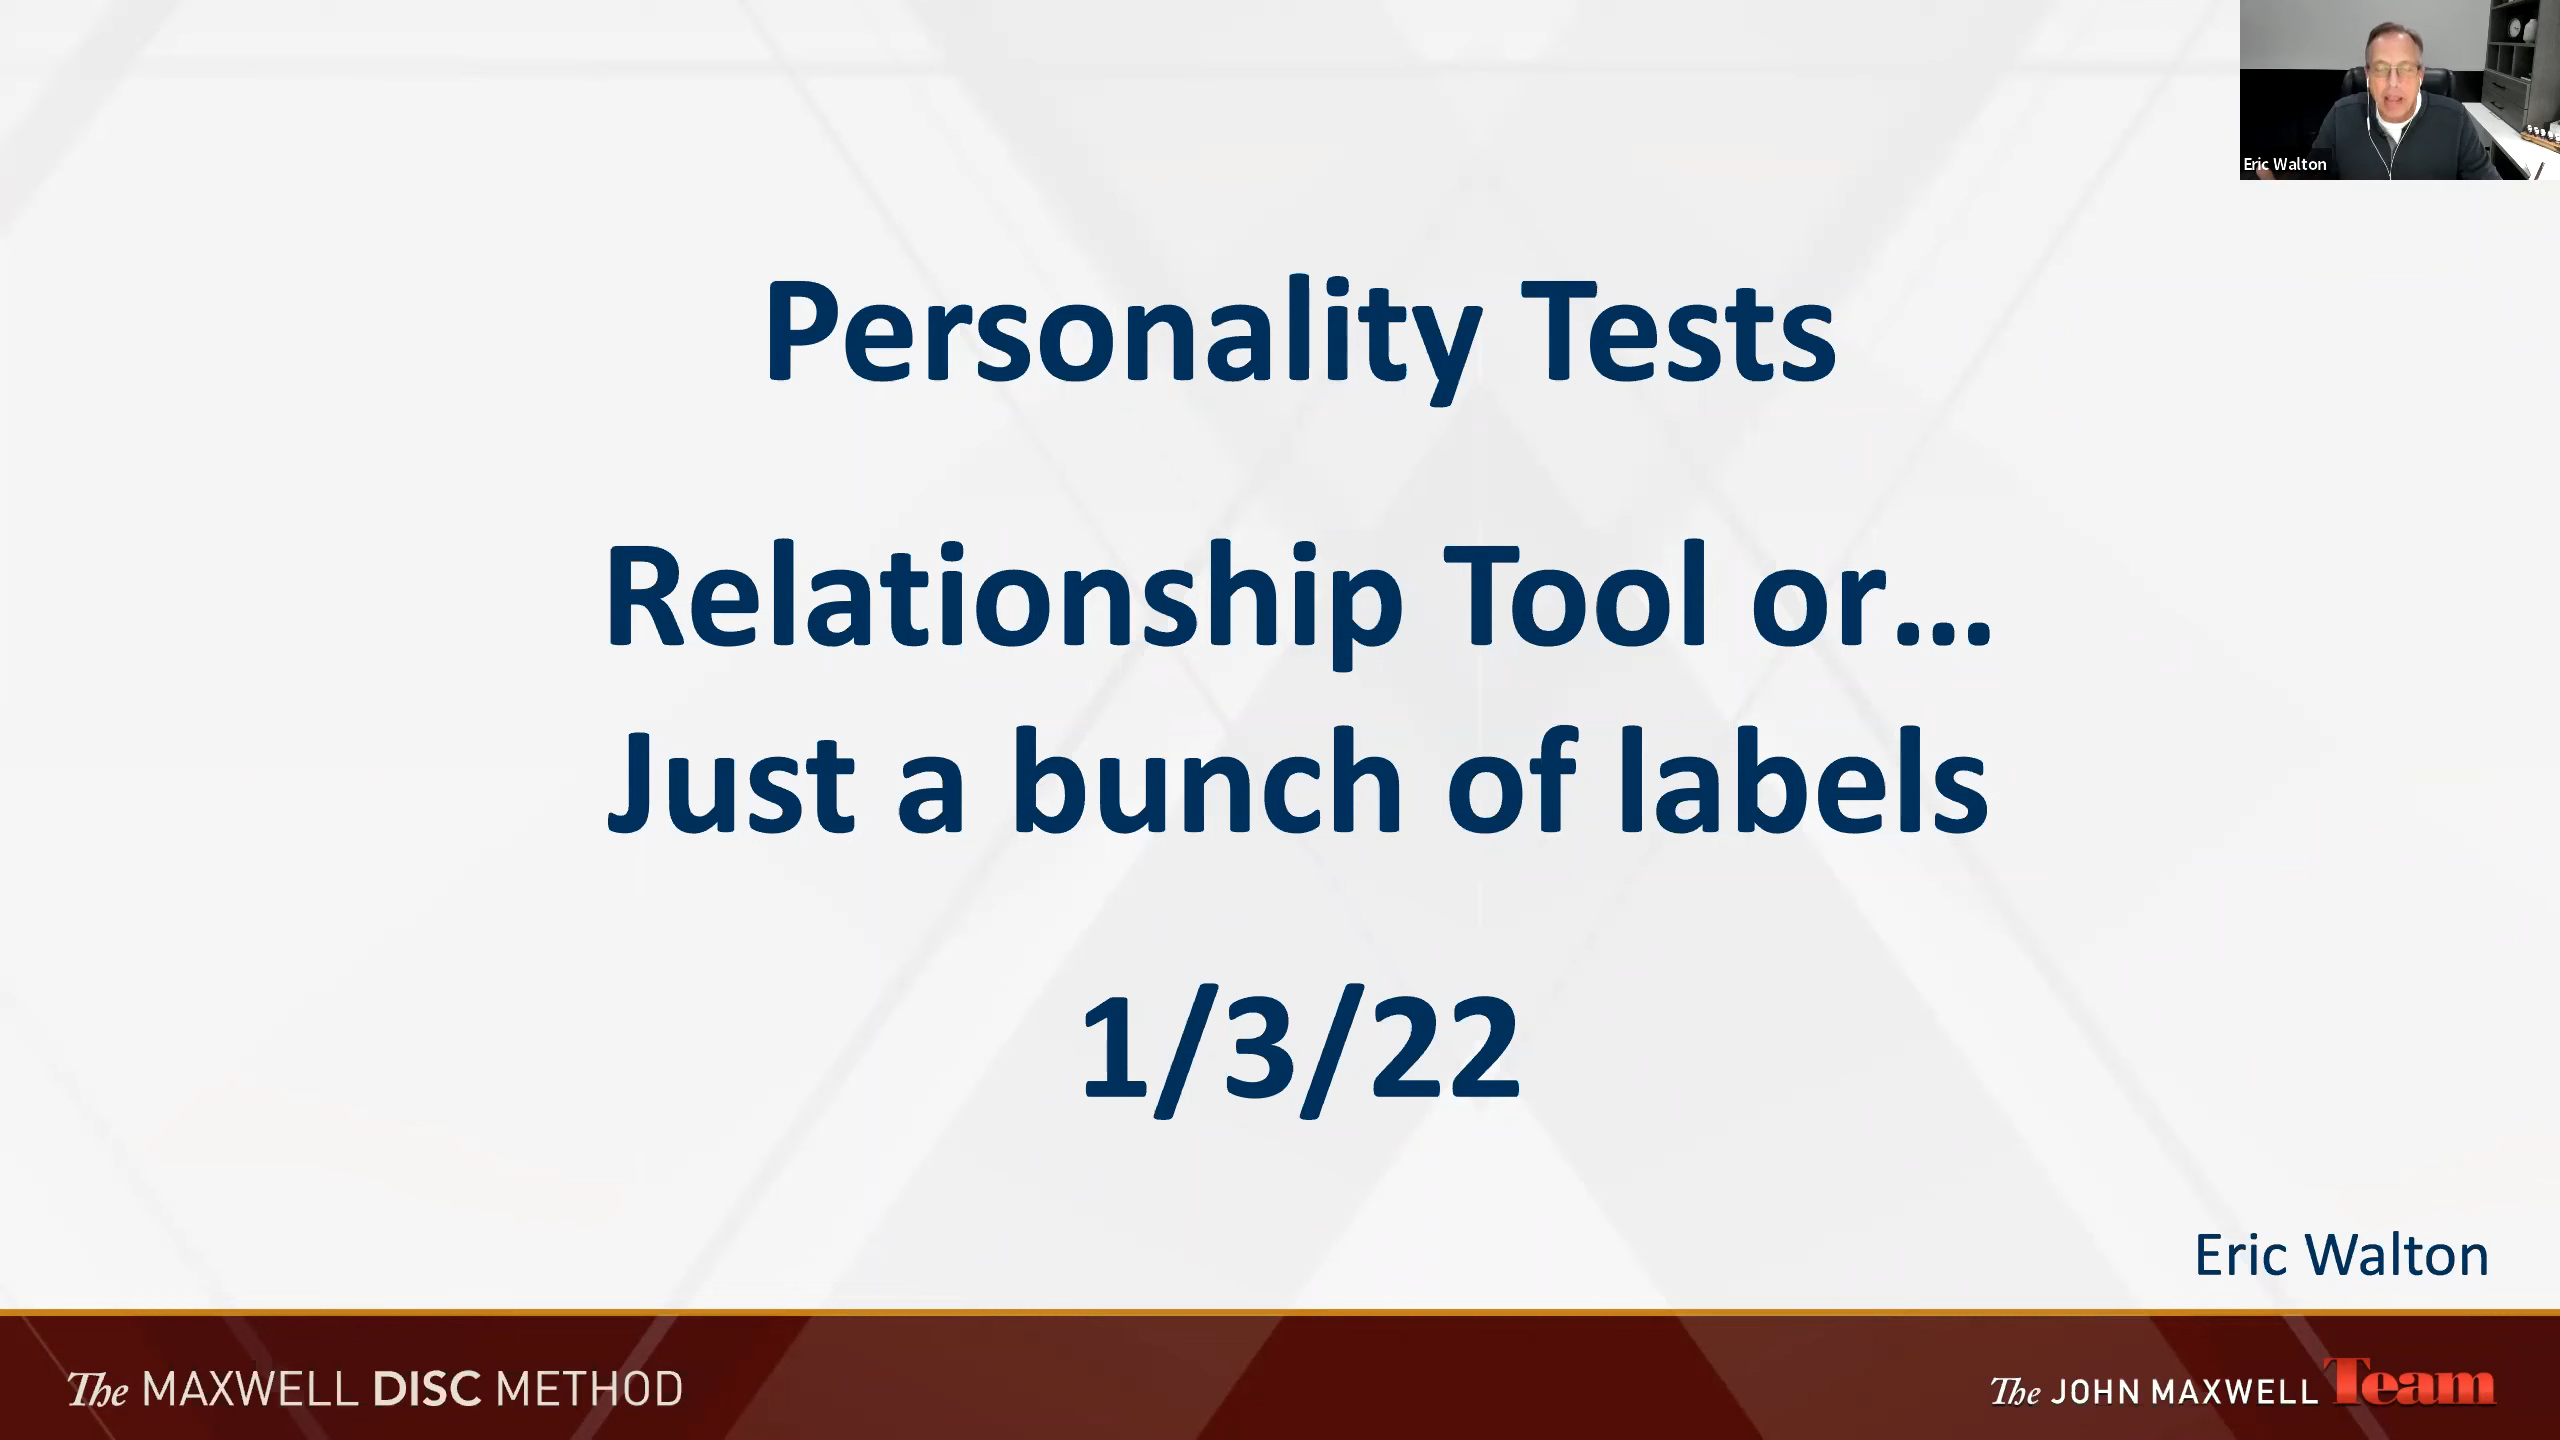 Eric Walton
Personality Tests
Relationship Tool or...
Just a bunch of labels
1/3/22
Eric Walton
The MAXWELL DISC METHOD
The JOHN MAXWELL Team